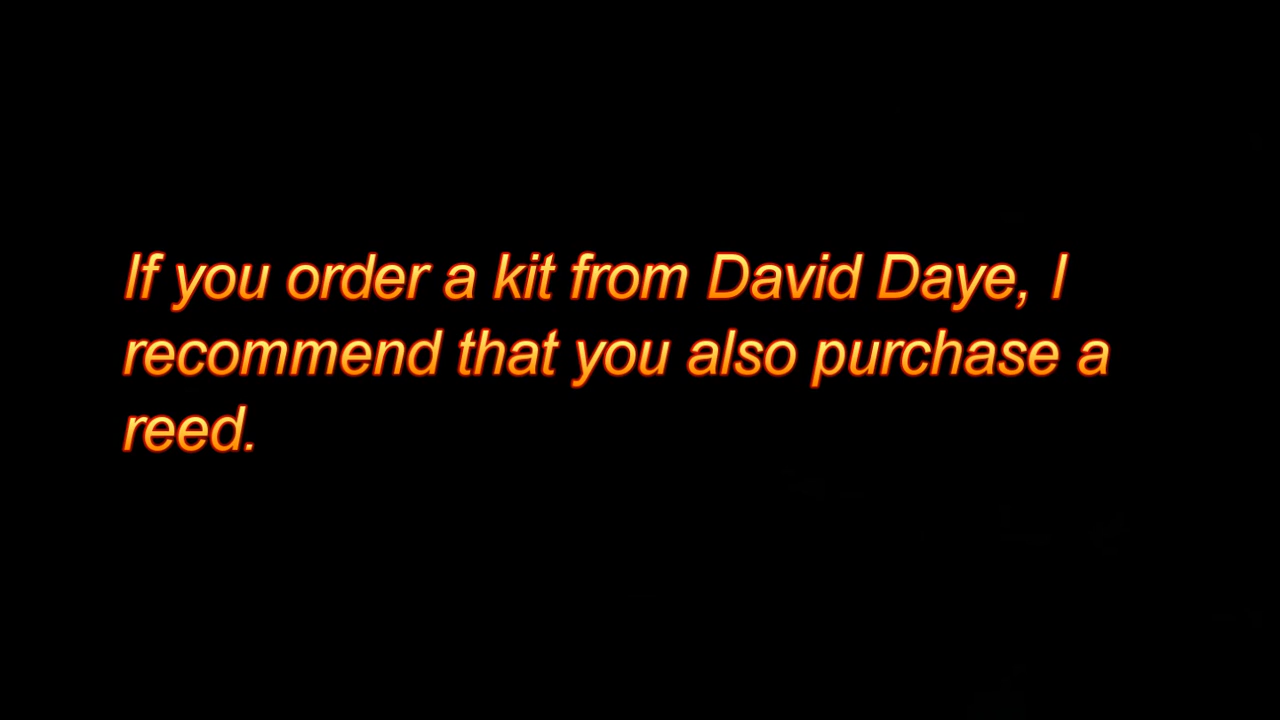 If you order a kit from David Daye, I
recommend that you also purchase a
reed.